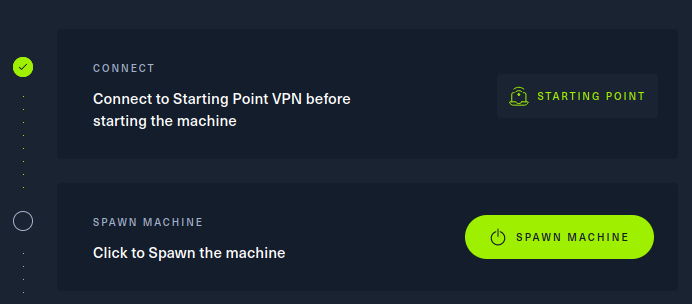 CONNECT
Connect to Starting Point VPN before
starting the machine
STARTING POINT
SPAWN MACHINE
Click to Spawn the machine
SPAWN MACHINE